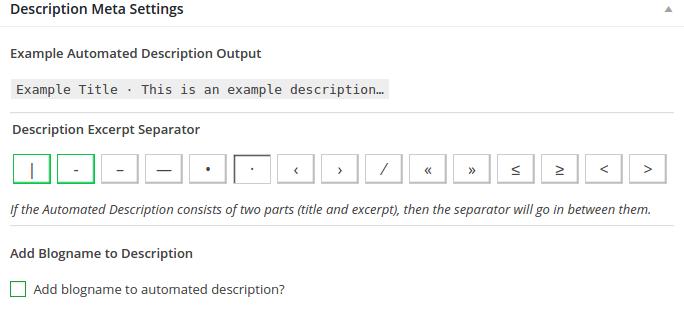 Description Meta Settings
Example Automated Description Output
Example Title · This is an example description…
Description Excerpt Separator
| - – — • · ‹ › ⁄ « » ≤ ≥ < >
If the Automated Description consists of two parts (title and excerpt), then the separator will go in between them.
Add Blogname to Description
Add blogname to automated description?